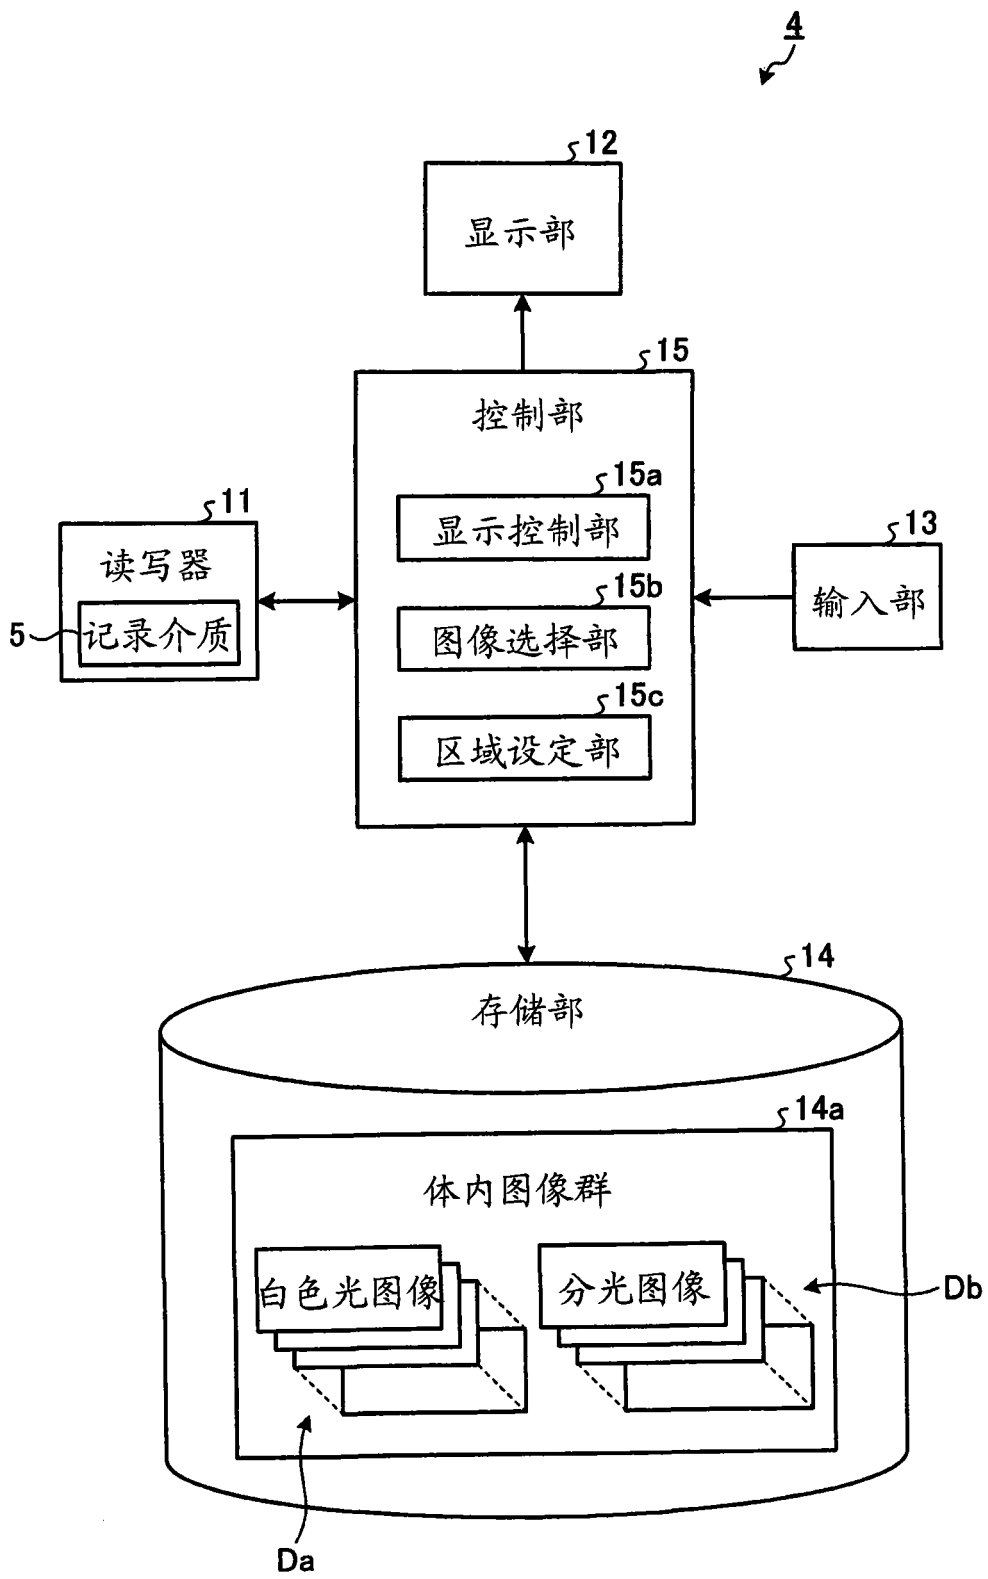 4
12
显示部
15
控制部
15a
显示控制部
11
读写器
13
输入部
15b
图像选择部
5
记录介质
15c
区域设定部
14
存储部
14a
体内图像群
白色光图像
分光图像
Db
Da